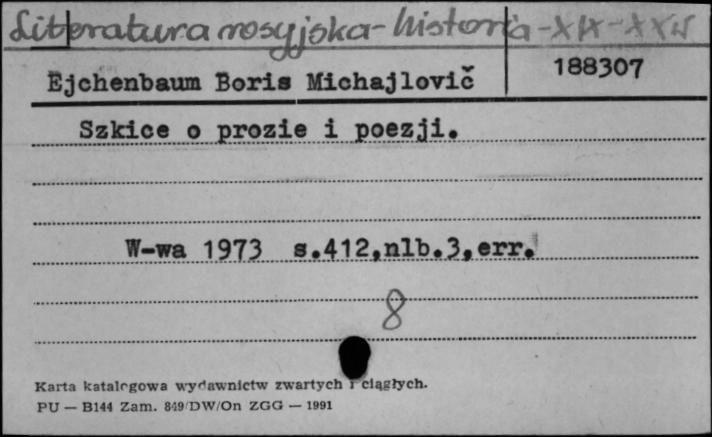 Literatura rosyjska - historia - XIX - XX w
Ejchenbaum Boris Michajlovič
188307
Szkice o prozie i poezji.
W-wa 1973 s.412,nlb.3,err.
8
Karta katalogowa wydawnictw zwartych i ciągłych.
PU — B144 Zam. 849/DW/On ZGG — 1991